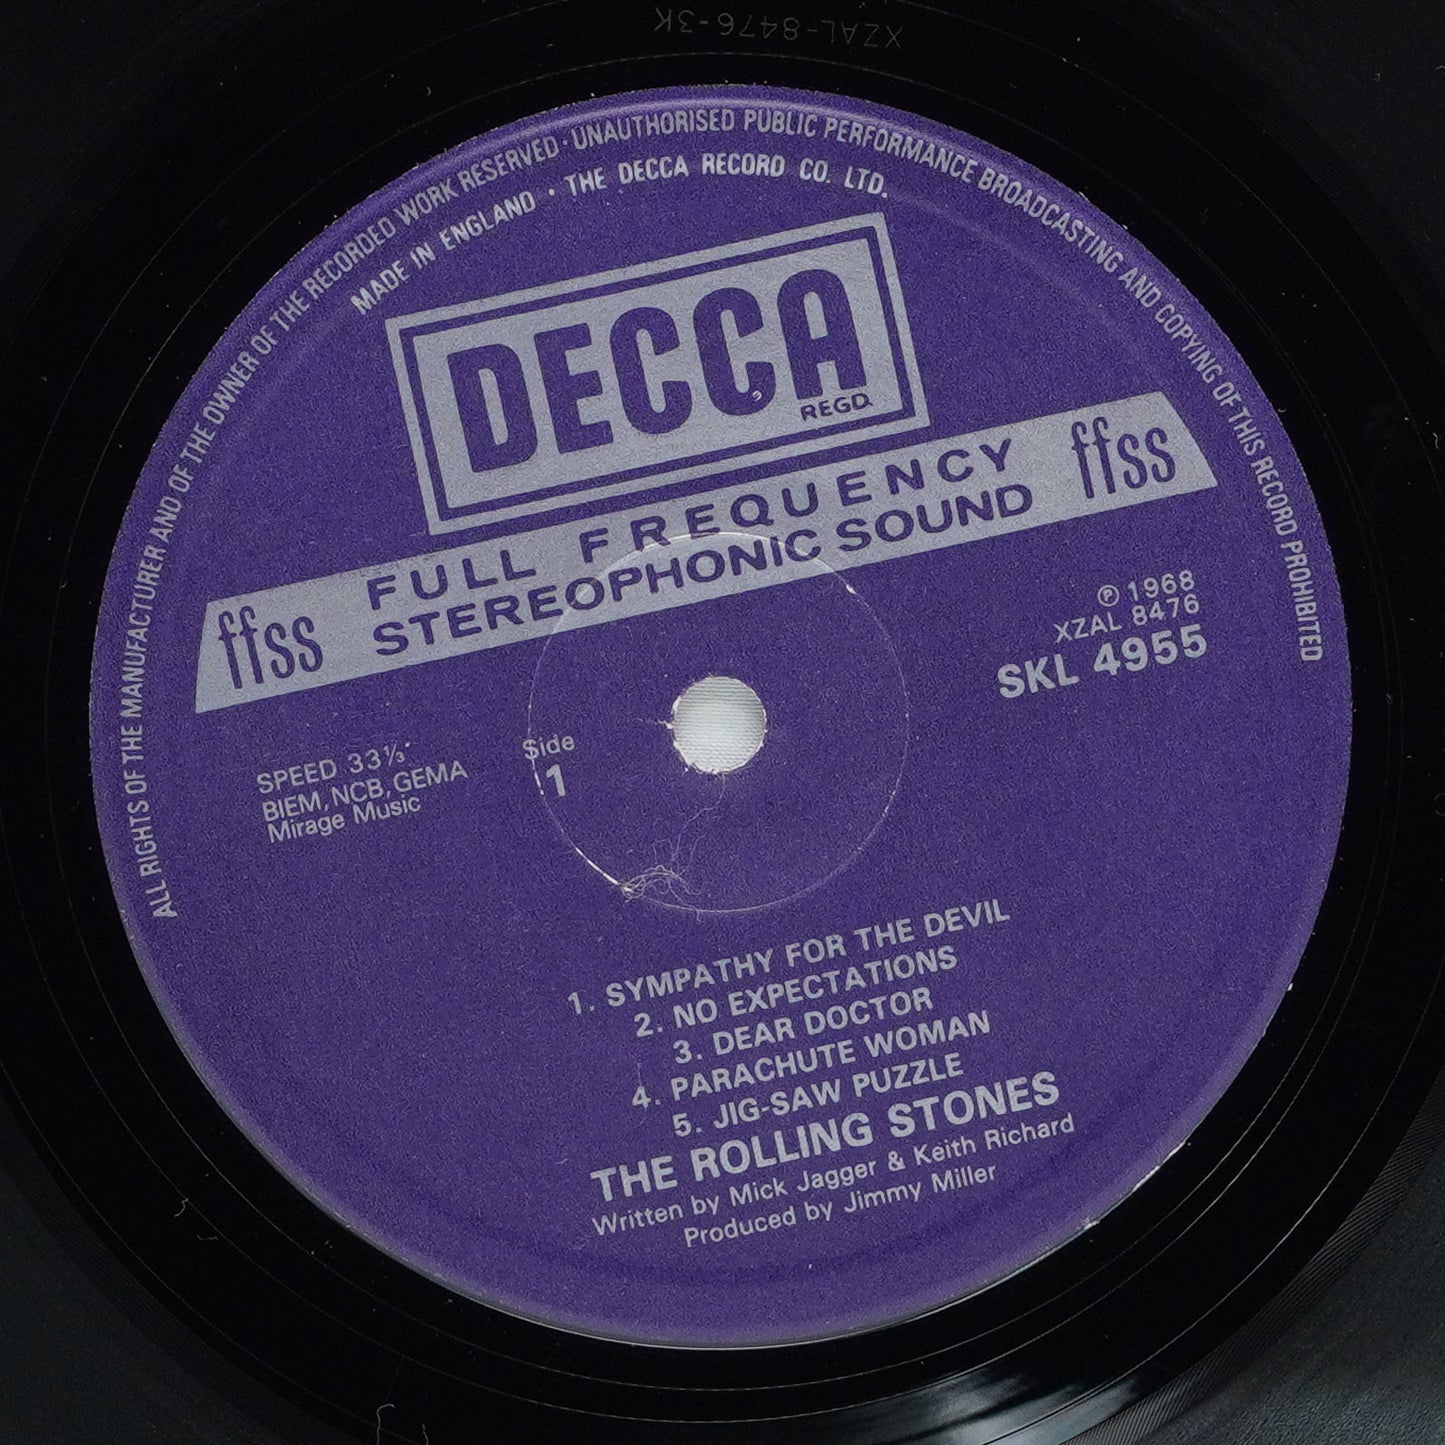 XZAL-8476-3K
ALL RIGHTS OF THE MANUFACTURER AND OF THE OWNER OF THE RECORDED WORK RESERVED · UNAUTHORISED PUBLIC PERFORMANCE BROADCASTING AND COPYING OF THIS RECORD PROHIBITED
MADE IN ENGLAND · THE DECCA RECORD CO. LTD.
DECCA
REGD.
ffss
FULL FREQUENCY
STEREOPHONIC SOUND
ffss
℗ 1968
XZAL 8476
SKL 4955
SPEED 33⅓
BIEM, NCB, GEMA
Mirage Music
Side
1
1. SYMPATHY FOR THE DEVIL
2. NO EXPECTATIONS
3. DEAR DOCTOR
4. PARACHUTE WOMAN
5. JIG-SAW PUZZLE
THE ROLLING STONES
Written by Mick Jagger & Keith Richard
Produced by Jimmy Miller